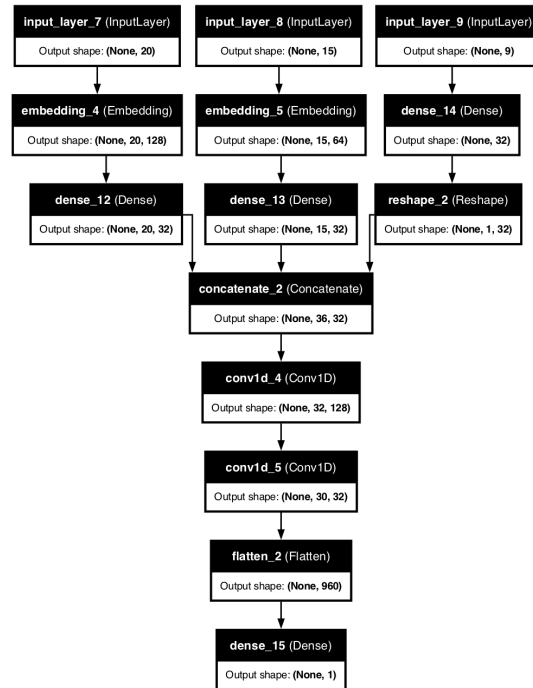 input_layer_7 (InputLayer)
Output shape: (None, 20)
input_layer_8 (InputLayer)
Output shape: (None, 15)
input_layer_9 (InputLayer)
Output shape: (None, 9)
embedding_4 (Embedding)
Output shape: (None, 20, 128)
embedding_5 (Embedding)
Output shape: (None, 15, 64)
dense_14 (Dense)
Output shape: (None, 32)
dense_12 (Dense)
Output shape: (None, 20, 32)
dense_13 (Dense)
Output shape: (None, 15, 32)
reshape_2 (Reshape)
Output shape: (None, 1, 32)
concatenate_2 (Concatenate)
Output shape: (None, 36, 32)
conv1d_4 (Conv1D)
Output shape: (None, 32, 128)
conv1d_5 (Conv1D)
Output shape: (None, 30, 32)
flatten_2 (Flatten)
Output shape: (None, 960)
dense_15 (Dense)
Output shape: (None, 1)